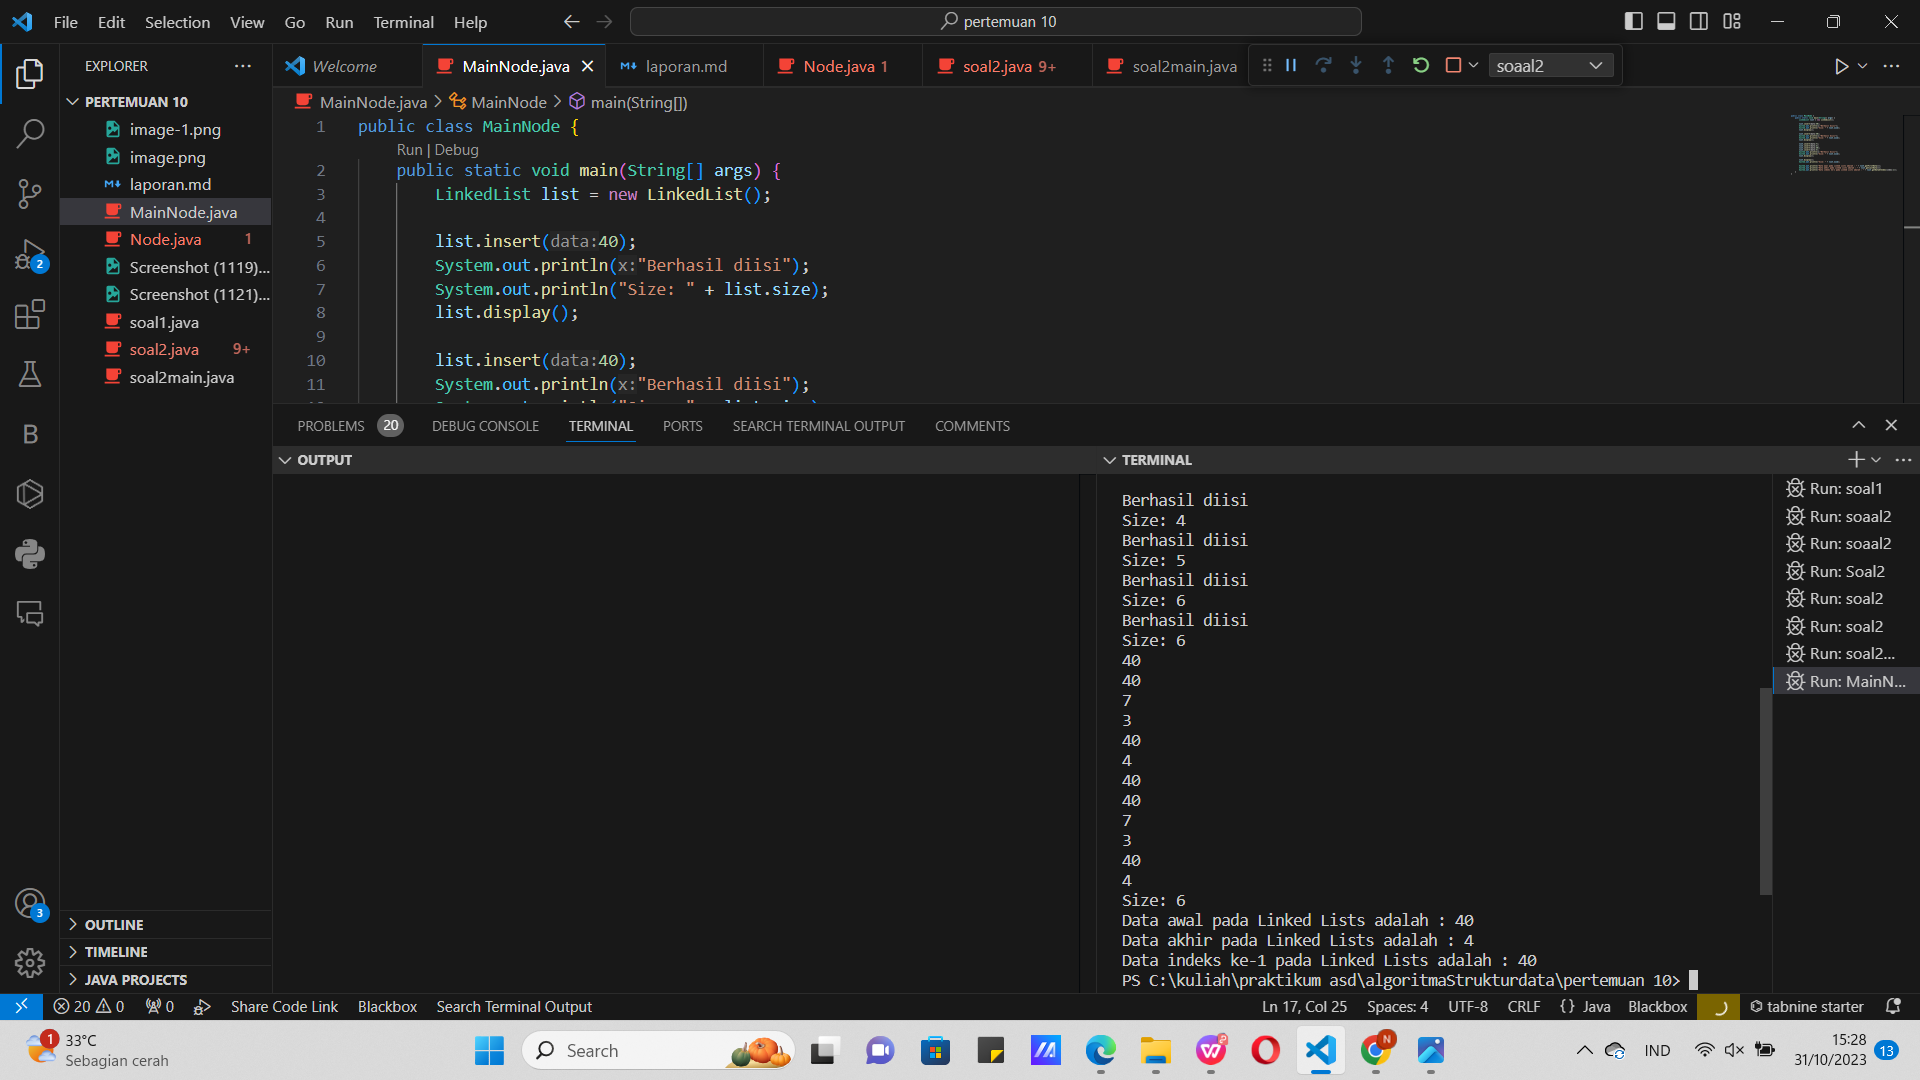 File Edit Selection View Go Run Terminal Help
pertemuan 10
EXPLORER
PERTEMUAN 10
image-1.png
image.png
laporan.md
MainNode.java
Node.java 1
Screenshot (1119)...
Screenshot (1121)...
soal1.java
soal2.java 9+
soal2main.java
OUTLINE
TIMELINE
JAVA PROJECTS
2
B
3
Welcome MainNode.java laporan.md Node.java 1 soal2.java 9+ soal2main.java soaal2
MainNode.java > MainNode > main(String[])
1 public class MainNode {
Run | Debug
2 public static void main(String[] args) {
3 LinkedList list = new LinkedList();
4
5 list.insert(data:40);
6 System.out.println(x:"Berhasil diisi");
7 System.out.println("Size: " + list.size);
8 list.display();
9
10 list.insert(data:40);
11 System.out.println(x:"Berhasil diisi");
PROBLEMS 20 DEBUG CONSOLE TERMINAL PORTS SEARCH TERMINAL OUTPUT COMMENTS
OUTPUT
TERMINAL
Berhasil diisi
Size: 4
Berhasil diisi
Size: 5
Berhasil diisi
Size: 6
Berhasil diisi
Size: 6
40
40
7
3
40
4
40
40
7
3
40
4
Size: 6
Data awal pada Linked Lists adalah : 40
Data akhir pada Linked Lists adalah : 4
Data indeks ke-1 pada Linked Lists adalah : 40
PS C:\kuliah\praktikum asd\algoritmaStrukturdata\pertemuan 10>
Run: soal1
Run: soaal2
Run: soaal2
Run: Soal2
Run: soal2
Run: soal2
Run: soal2...
Run: MainN...
20 0 0 Share Code Link Blackbox Search Terminal Output Ln 17, Col 25 Spaces: 4 UTF-8 CRLF {} Java Blackbox tabnine starter
1 33°C
Sebagian cerah
Search
N
IND
15:28
31/10/2023
13